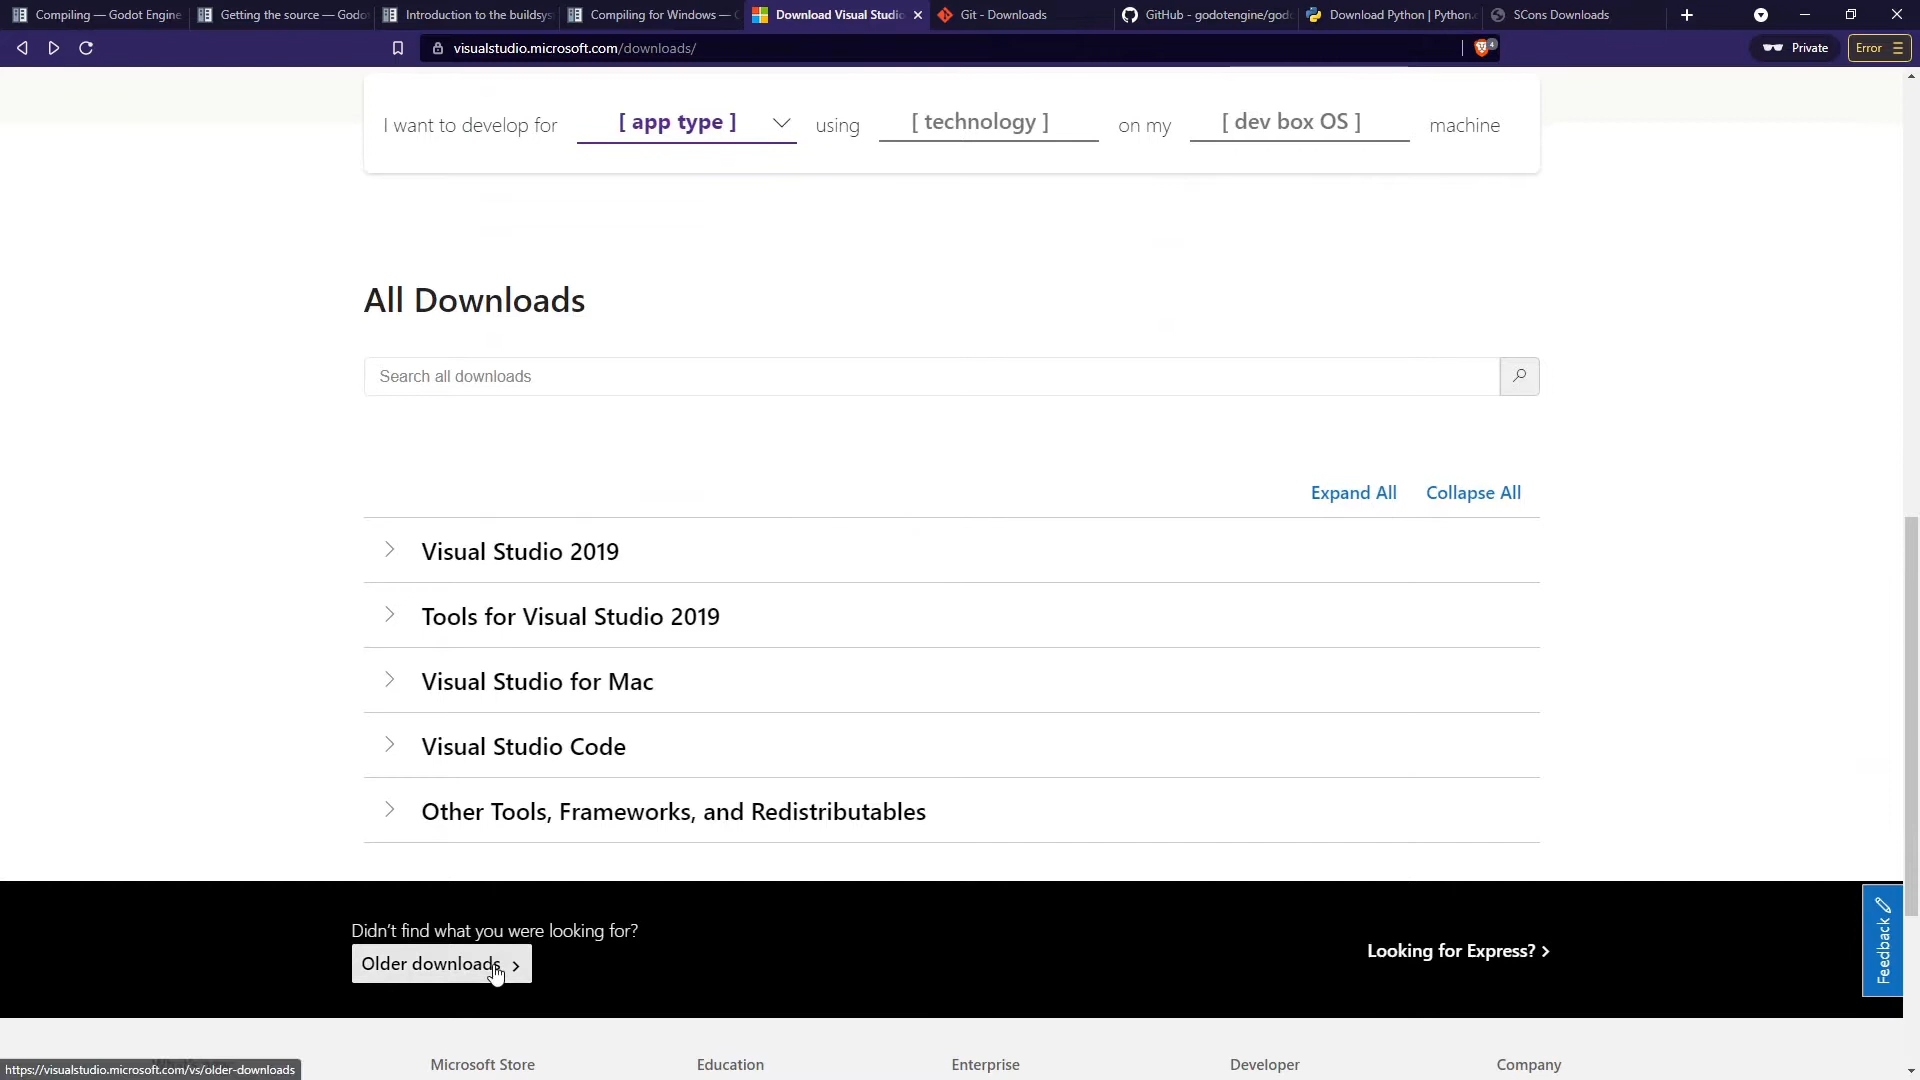 Compiling — Godot Engine
Getting the source — Godo
Introduction to the buildsys
Compiling for Windows —
Download Visual Studio
Git - Downloads
GitHub - godotengine/god
Download Python | Python.
SCons Downloads
visualstudio.microsoft.com/downloads/
4
Private
Error
I want to develop for [ app type ] using [ technology ] on my [ dev box OS ] machine
All Downloads
Search all downloads
Expand All
Collapse All
Visual Studio 2019
Tools for Visual Studio 2019
Visual Studio for Mac
Visual Studio Code
Other Tools, Frameworks, and Redistributables
Didn't find what you were looking for?
Older downloads
Looking for Express?
Feedback
Microsoft Store
Education
Enterprise
Developer
Company
https://visualstudio.microsoft.com/vs/older-downloads